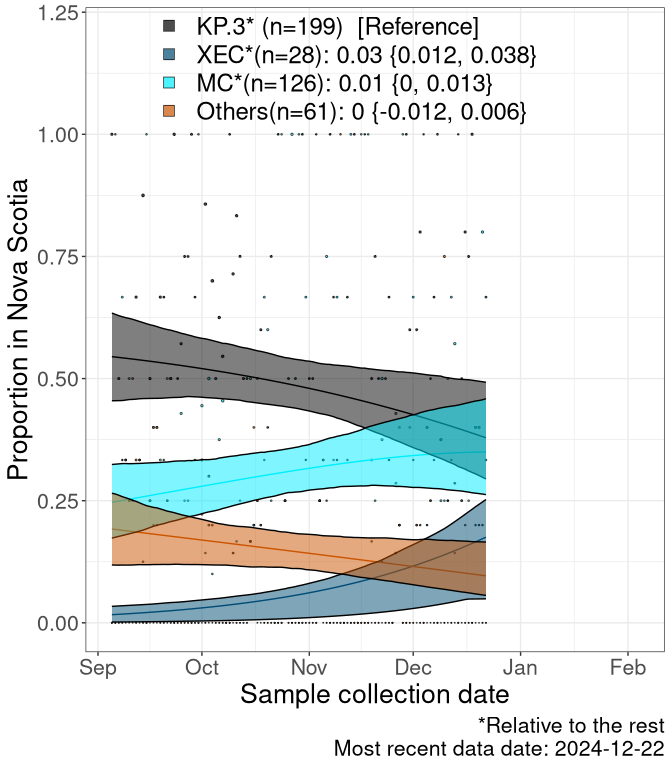 KP.3* (n=199) [Reference]
XEC*(n=28): 0.03 {0.012, 0.038}
MC*(n=126): 0.01 {0, 0.013}
Others(n=61): 0 {-0.012, 0.006}
Proportion in Nova Scotia
1.25
1.00
0.75
0.50
0.25
0.00
Sep Oct Nov Dec Jan Feb
Sample collection date
*Relative to the rest
Most recent data date: 2024-12-22